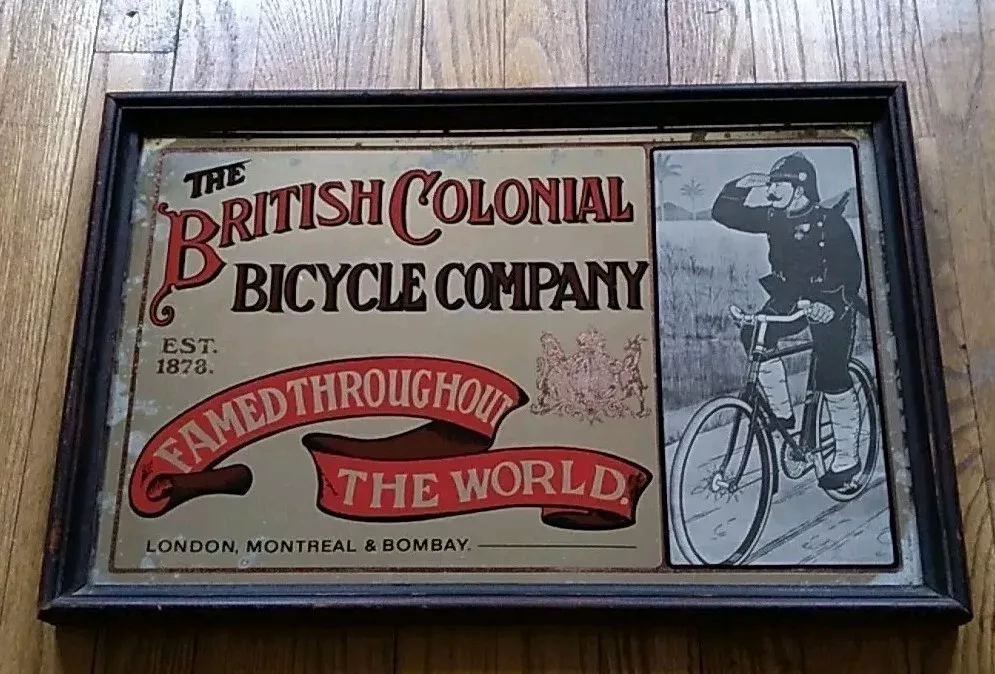 THE
BRITISH COLONIAL
BICYCLE COMPANY
EST.
1878.
FAMED THROUGHOUT
THE WORLD.
LONDON, MONTREAL & BOMBAY.